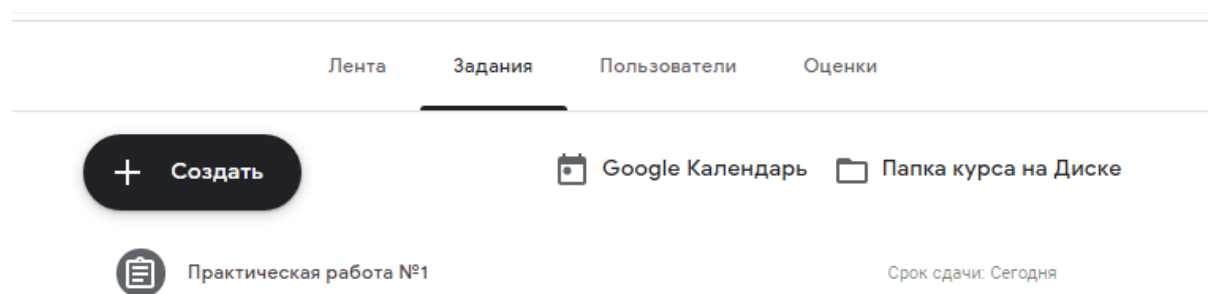 Лента Задания Пользователи Оценки
Создать Google Календарь Папка курса на Диске
Практическая работа №1 Срок сдачи: Сегодня